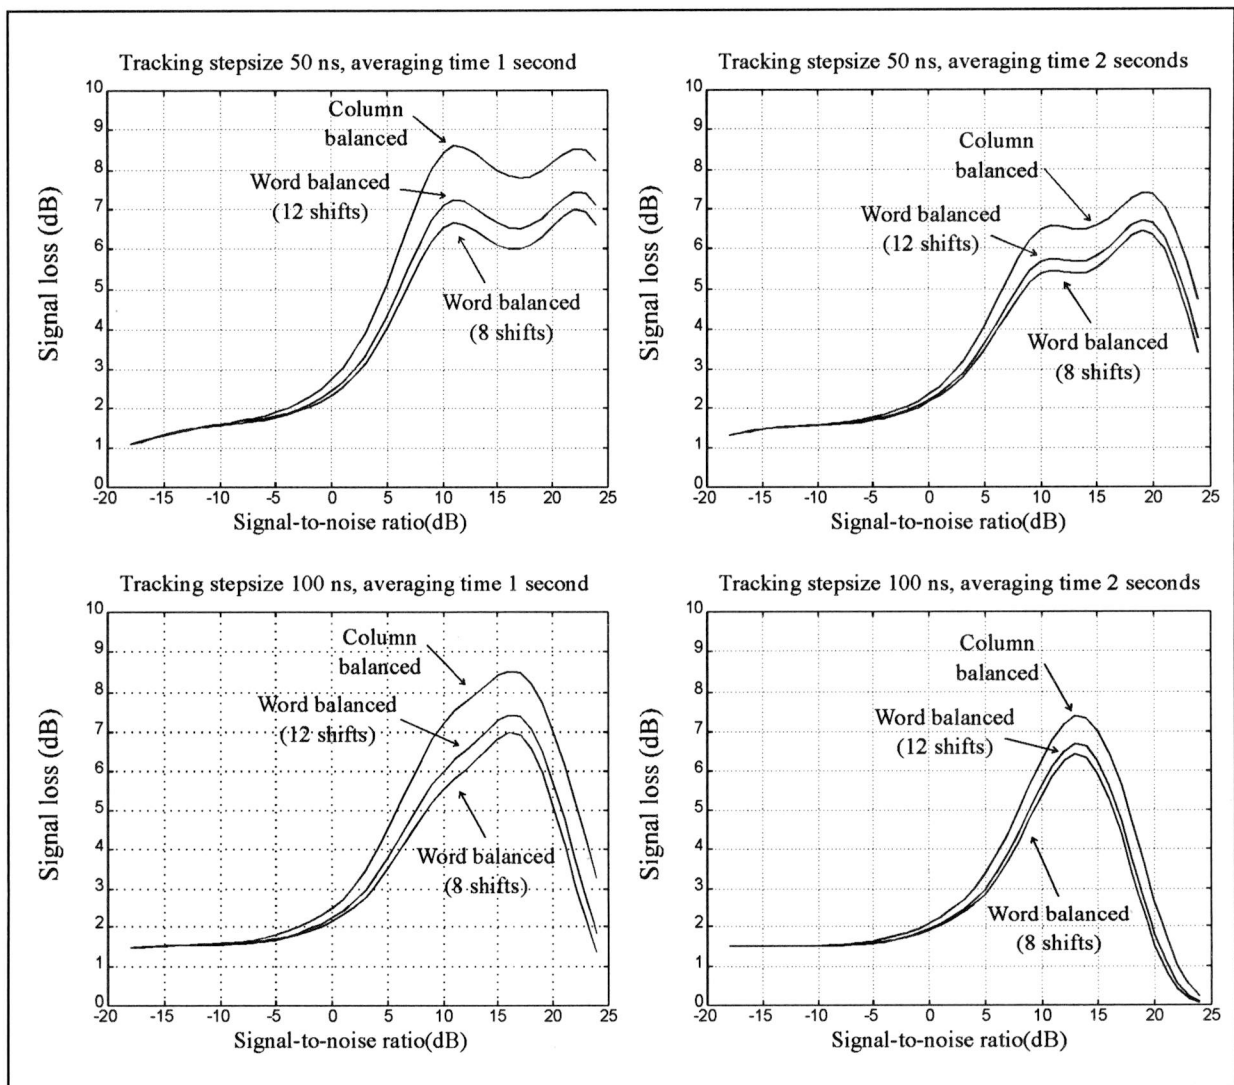 Tracking stepsize 50 ns, averaging time 1 second
10
9
8
7
6
5
4
3
2
1
0
Signal loss (dB)
Column
balanced
Word balanced
(12 shifts)
Word balanced
(8 shifts)
-20 -15 -10 -5 0 5 10 15 20 25
Signal-to-noise ratio(dB)
Tracking stepsize 50 ns, averaging time 2 seconds
10
9
8
7
6
5
4
3
2
1
0
Signal loss (dB)
Column
balanced
Word balanced
(12 shifts)
Word balanced
(8 shifts)
-20 -15 -10 -5 0 5 10 15 20 25
Signal-to-noise ratio(dB)
Tracking stepsize 100 ns, averaging time 1 second
10
9
8
7
6
5
4
3
2
1
0
Signal loss (dB)
Column
balanced
Word balanced
(12 shifts)
Word balanced
(8 shifts)
-20 -15 -10 -5 0 5 10 15 20 25
Signal-to-noise ratio(dB)
Tracking stepsize 100 ns, averaging time 2 seconds
10
9
8
7
6
5
4
3
2
1
0
Signal loss (dB)
Column
balanced
Word balanced
(12 shifts)
Word balanced
(8 shifts)
-20 -15 -10 -5 0 5 10 15 20 25
Signal-to-noise ratio(dB)